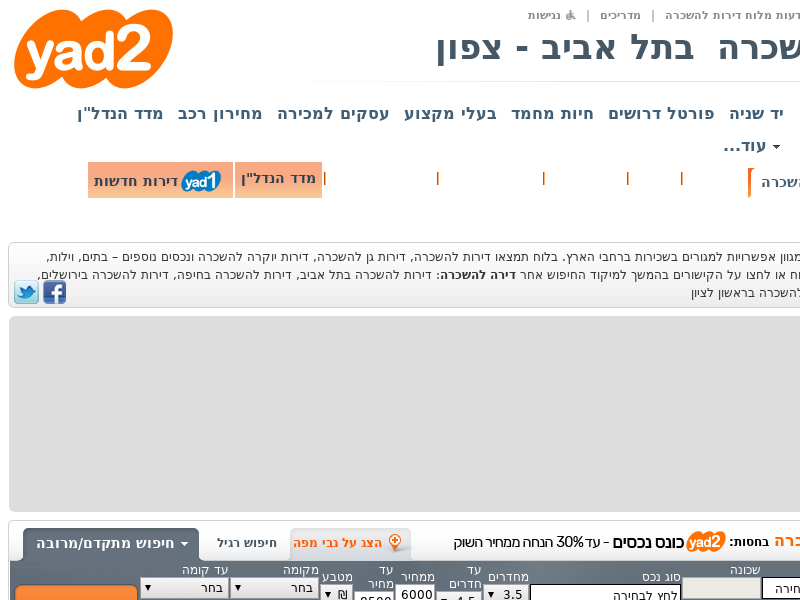 דעות מלוח דירות להשכרה | מדריכים | נגישות
yad2
שכרה בתל אביב - צפון
יד שניה פורטל דרושים חיות מחמד בעלי מקצוע עסקים למכירה מחירון רכב מדד הנדל"ן
עוד...
השכרה
מדד הנדל"ן
yad1 דירות חדשות
מגוון אפשרויות למגורים בשכירות ברחבי הארץ. בלוח תמצאו דירות להשכרה, דירות גן להשכרה, דירות יוקרה להשכרה ונכסים נוספים – בתים, וילות,
וח או לחצו על הקישורים בהמשך למיקוד החיפוש אחר דירה להשכרה: דירות להשכרה בתל אביב, דירות להשכרה בחיפה, דירות להשכרה בירושלים,
להשכרה בראשון לציון
כרה בחסות: yad2 כונס נכסים - עד 30% הנחה ממחיר השוק
הצג על גבי מפה
חיפוש רגיל
חיפוש מתקדם/מרובה
שכונה סוג נכס מחדרים עד חדרים ממחיר עד מחיר מטבע מקומה עד קומה
חירה לחץ לבחירה 3.5 4.5 6000 8500 ₪ בחר בחר